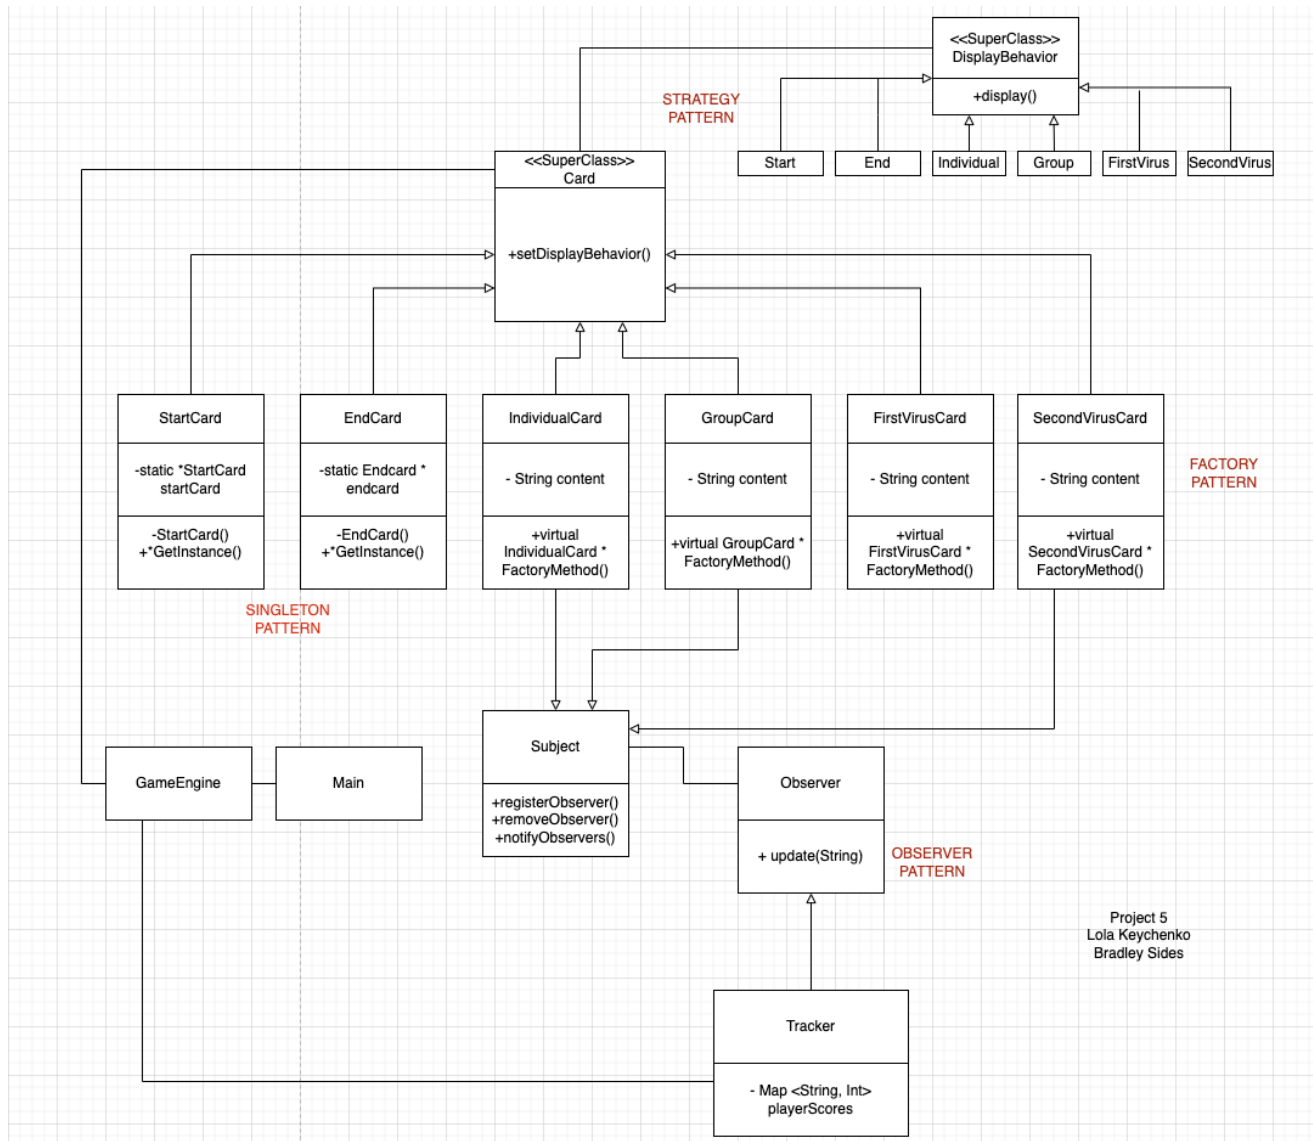 <<SuperClass>>
DisplayBehavior
+display()
STRATEGY
PATTERN
Start
End
Individual
Group
FirstVirus
SecondVirus
<<SuperClass>>
Card
+setDisplayBehavior()
StartCard
-static *StartCard
startCard
-StartCard()
+*GetInstance()
EndCard
-static Endcard *
endcard
-EndCard()
+*GetInstance()
IndividualCard
- String content
+virtual
IndividualCard *
FactoryMethod()
GroupCard
- String content
+virtual GroupCard *
FactoryMethod()
FirstVirusCard
- String content
+virtual
FirstVirusCard *
FactoryMethod()
SecondVirusCard
- String content
+virtual
SecondVirusCard *
FactoryMethod()
FACTORY
PATTERN
SINGLETON
PATTERN
GameEngine
Main
Subject
+registerObserver()
+removeObserver()
+notifyObservers()
Observer
+ update(String)
OBSERVER
PATTERN
Project 5
Lola Keychenko
Bradley Sides
Tracker
- Map <String, Int>
playerScores